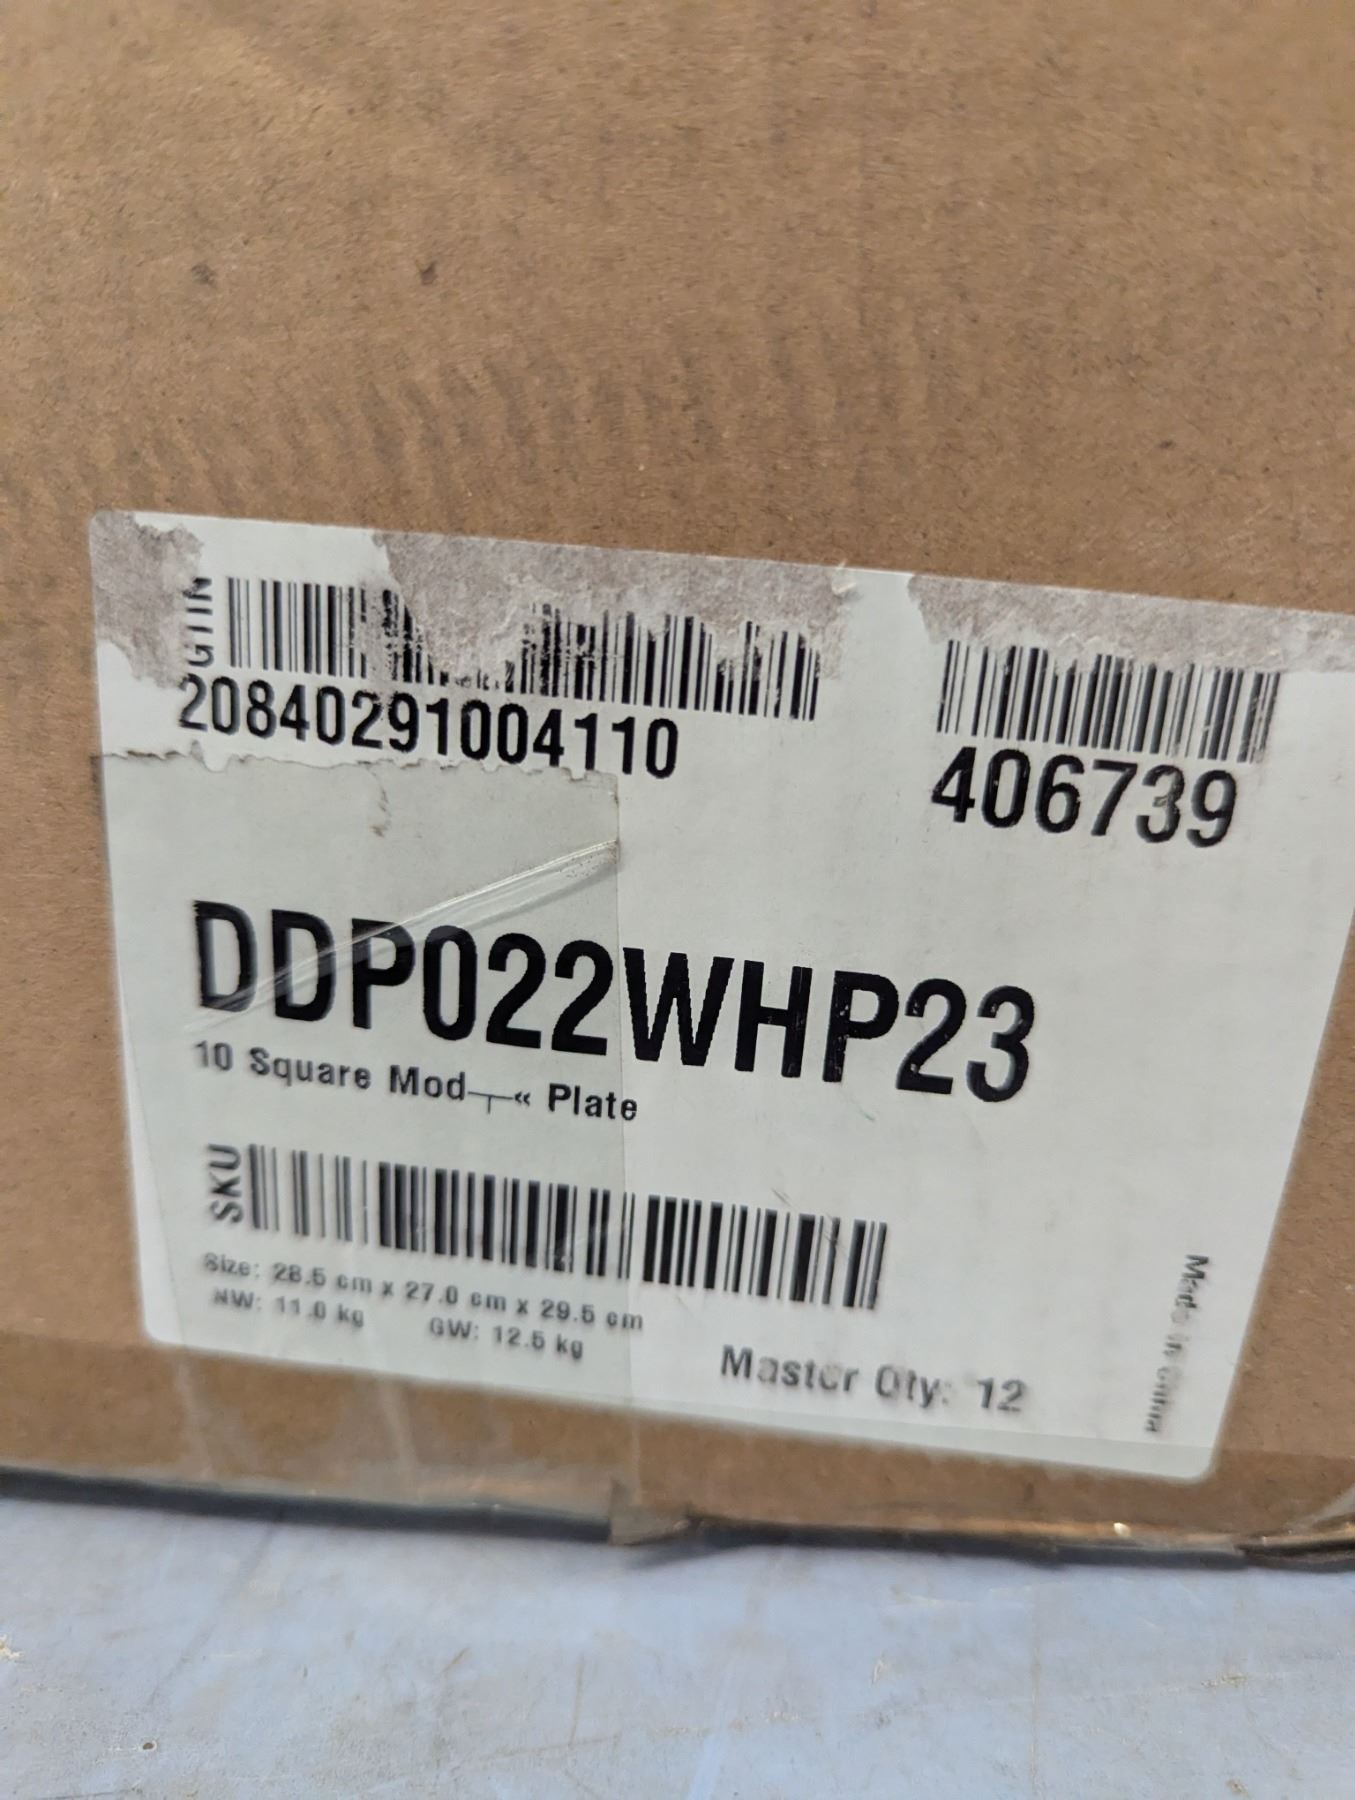 GTIN
20840291004110
406739
DDP022WHP23
10 Square Mod┬« Plate
SKU
Size: 28.5 cm x 27.0 cm x 29.5 cm
NW: 11.0 kg GW: 12.5 kg
Master Qty: 12
Made in China